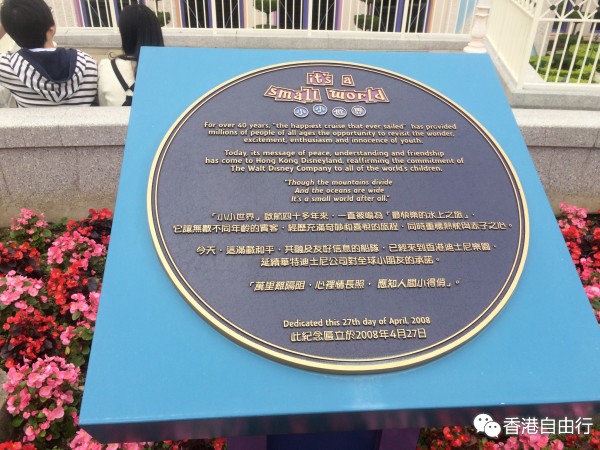 it's a
small world
小小世界
For over 40 years, "the happiest cruise that ever sailed" has provided
millions of people of all ages the opportunity to revisit the wonder,
excitement, enthusiasm and innocence of youth.
Today, its message of peace, understanding and friendship
has come to Hong Kong Disneyland, reaffirming the commitment of
The Walt Disney Company to all of the world's children.
"Though the mountains divide
And the oceans are wide
It's a small world after all."
「小小世界」啟航四十多年來，一直被喻為「最快樂的水上之旅」，
它讓無數不同年齡的賓客，經歷充滿奇妙和喜悅的旅程，同時重燃熱情與赤子之心。
今天，這滿載和平、共融及友好信息的船隊，已經來到香港迪士尼樂園，
延續華特迪士尼公司對全球小朋友的承諾。
「萬里難隔阻，心裡情長照， 應知人間小得俏」。
Dedicated this 27th day of April, 2008
此紀念匾立於2008年4月27日
香港自由行